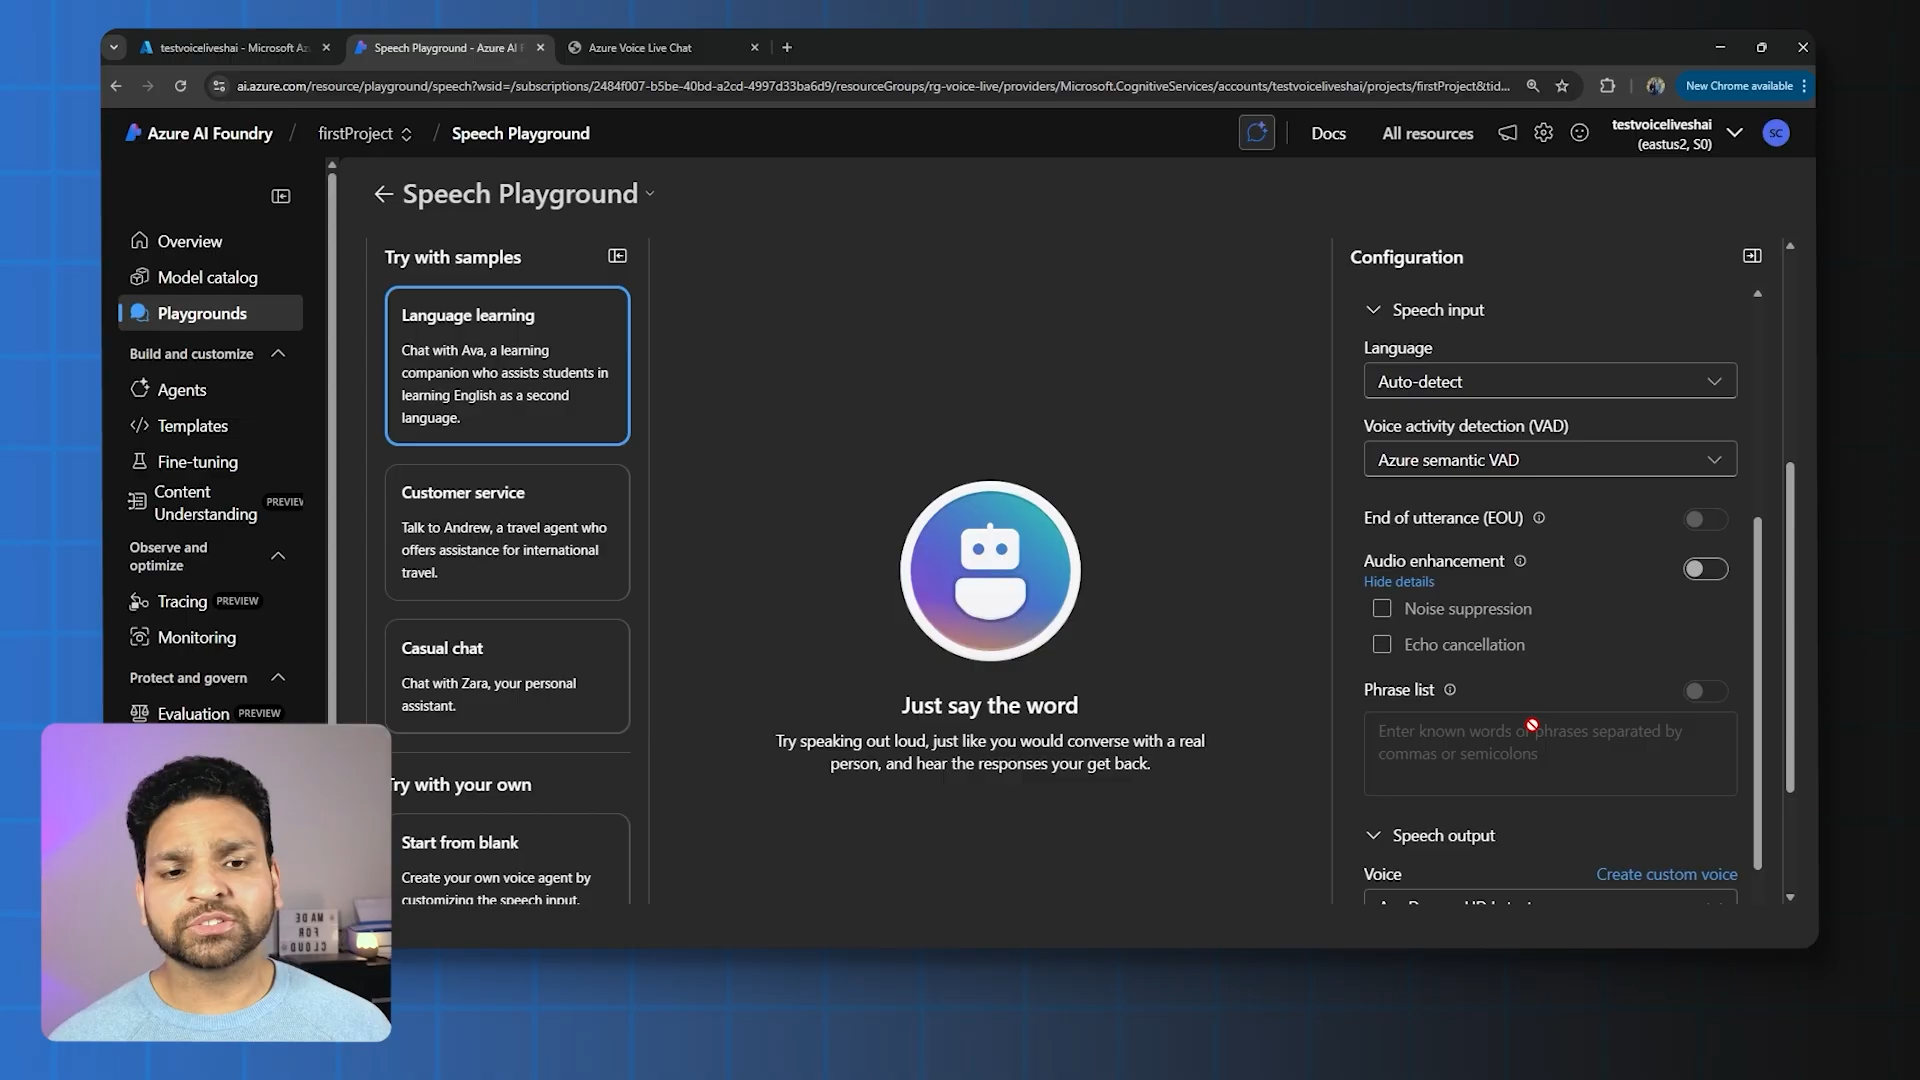 testvoiceliveshai - Microsoft Az
Speech Playground - Azure AI F
Azure Voice Live Chat
ai.azure.com/resource/playground/speech?wsid=/subscriptions/2484f007-b5be-40bd-a2cd-4997d33ba6d9/resourceGroups/rg-voice-live/providers/Microsoft.CognitiveServices/accounts/testvoiceliveshai/projects/firstProject&tid...
New Chrome available
Azure AI Foundry / firstProject / Speech Playground
Docs
All resources
testvoiceliveshai
(eastus2, S0)
SC
Overview
Model catalog
Playgrounds
Build and customize
Agents
Templates
Fine-tuning
Content
Understanding
PREVIEW
Observe and
optimize
Tracing PREVIEW
Monitoring
Protect and govern
Evaluation PREVIEW
Speech Playground
Try with samples
Language learning
Chat with Ava, a learning
companion who assists students in
learning English as a second
language.
Customer service
Talk to Andrew, a travel agent who
offers assistance for international
travel.
Casual chat
Chat with Zara, your personal
assistant.
Try with your own
Start from blank
Create your own voice agent by
customizing the speech input,
Just say the word
Try speaking out loud, just like you would converse with a real
person, and hear the responses your get back.
Configuration
Speech input
Language
Auto-detect
Voice activity detection (VAD)
Azure semantic VAD
End of utterance (EOU)
Audio enhancement
Hide details
Noise suppression
Echo cancellation
Phrase list
Enter known words or phrases separated by
commas or semicolons
Speech output
Voice
Create custom voice
MADE
FOR
CLOUD